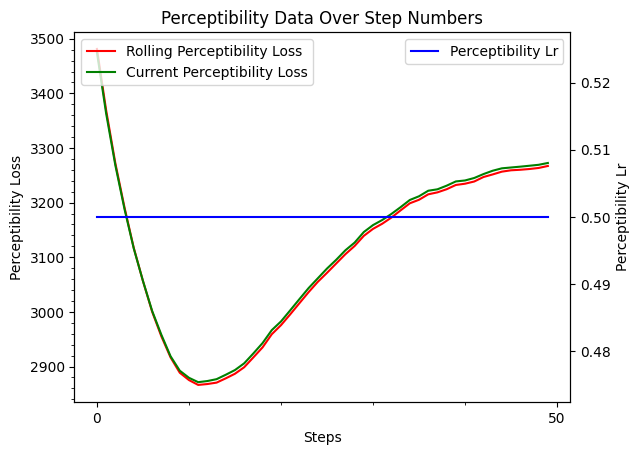 Perceptibility Data Over Step Numbers
Rolling Perceptibility Loss
Current Perceptibility Loss
Perceptibility Lr
3500
3400
3300
3200
3100
3000
2900
Perceptibility Loss
0.52
0.51
0.50
0.49
0.48
Perceptibility Lr
0
50
Steps